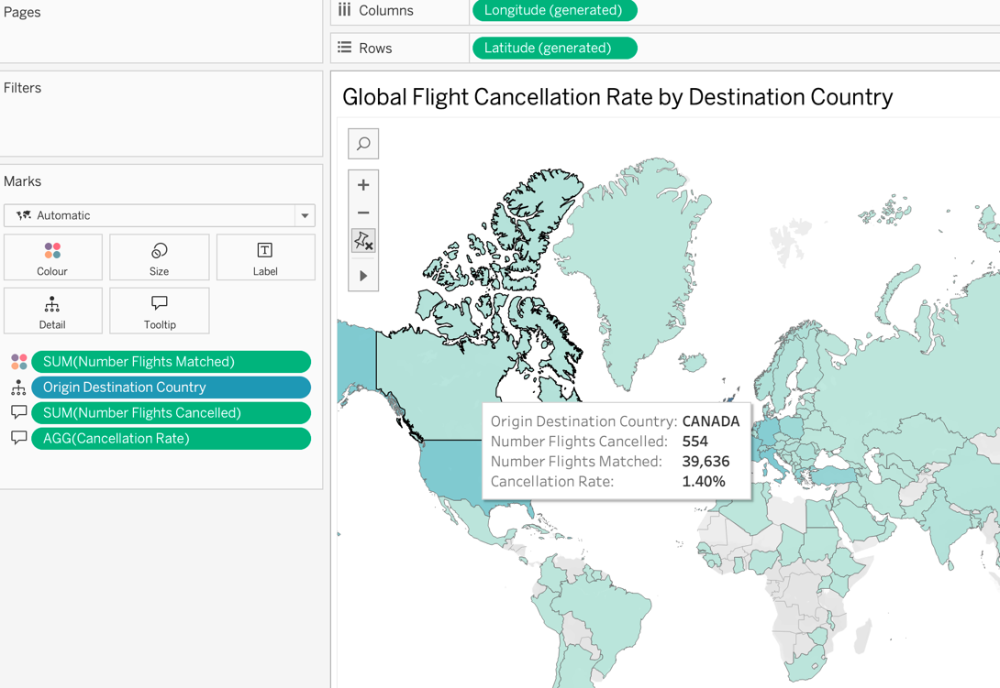 Pages
Columns
Longitude (generated)
Rows
Latitude (generated)
Filters
Global Flight Cancellation Rate by Destination Country
Marks
Automatic
Colour
Size
Label
Detail
Tooltip
SUM(Number Flights Matched)
Origin Destination Country
SUM(Number Flights Cancelled)
AGG(Cancellation Rate)
Origin Destination Country: CANADA
Number Flights Cancelled: 554
Number Flights Matched: 39,636
Cancellation Rate: 1.40%